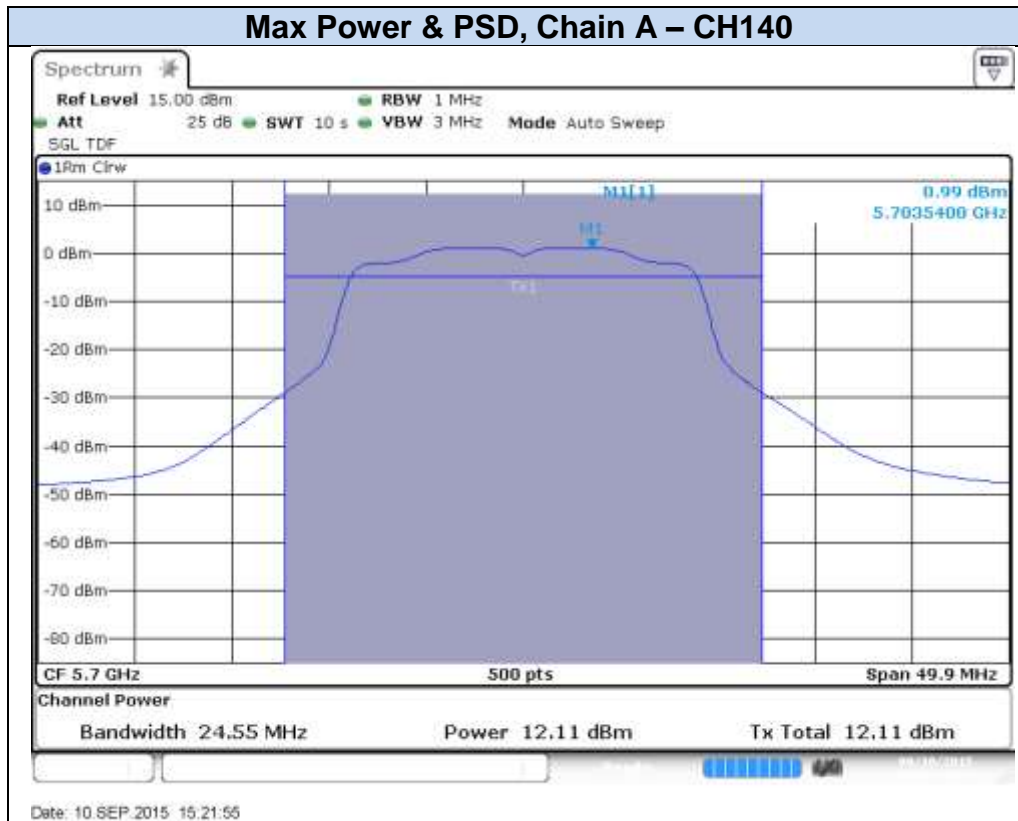 Max Power & PSD, Chain A – CH140
Spectrum
Ref Level 15.00 dBm RBW 1 MHz
Att 25 dB SWT 10 s VBW 3 MHz Mode Auto Sweep
SGL TDF
1Rm Clrw
M1[1] 0.99 dBm
5.7035400 GHz
10 dBm
M1
0 dBm
Tx1
-10 dBm
-20 dBm
-30 dBm
-40 dBm
-50 dBm
-60 dBm
-70 dBm
-80 dBm
CF 5.7 GHz 500 pts Span 49.9 MHz
Channel Power
Bandwidth 24.55 MHz Power 12.11 dBm Tx Total 12.11 dBm
Date: 10.SEP.2015 15:21:55